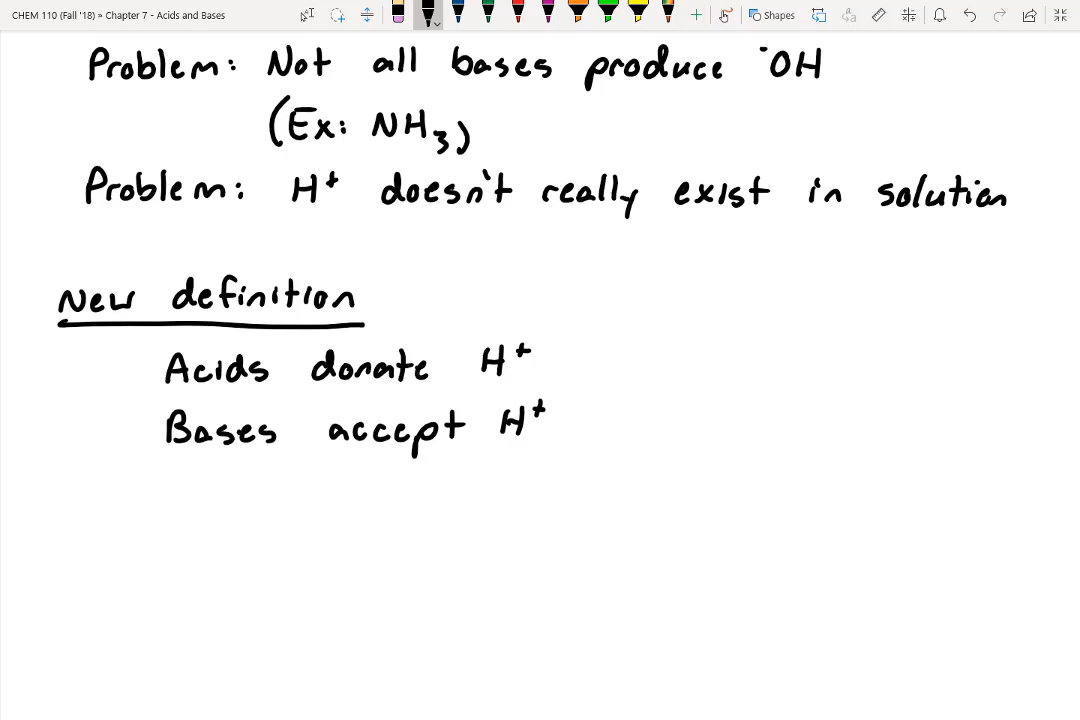 CHEM 110 (Fall '18) » Chapter 7 - Acids and Bases
Shapes
Problem: Not all bases produce ⁻OH
(Ex: NH₃)
Problem: H⁺ doesn't really exist in solution
New definition
Acids donate H⁺
Bases accept H⁺